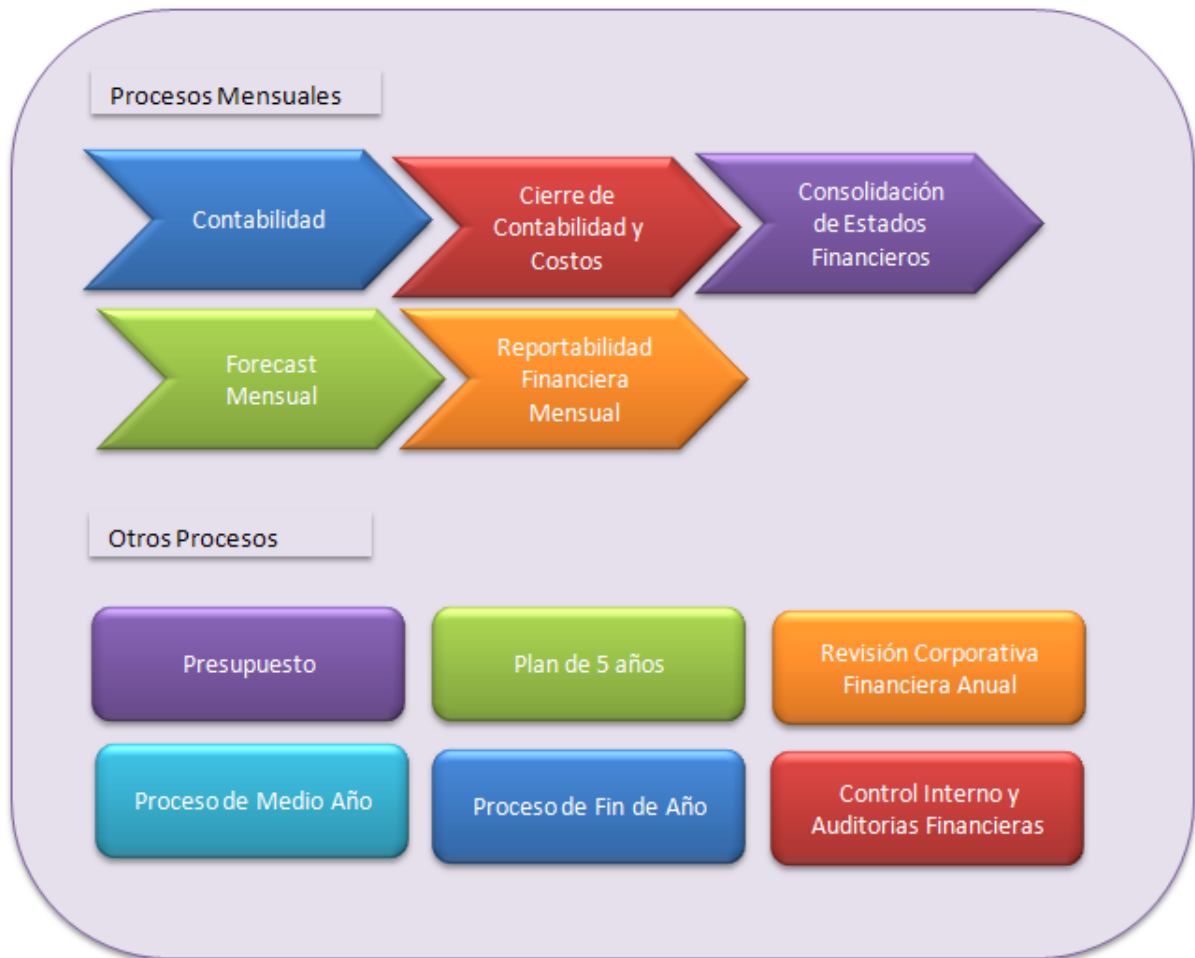 Procesos Mensuales
Contabilidad
Cierre de
Contabilidad y
Costos
Consolidación
de Estados
Financieros
Forecast
Mensual
Reportabilidad
Financiera
Mensual
Otros Procesos
Presupuesto
Plan de 5 años
Revisión Corporativa
Financiera Anual
Proceso de Medio Año
Proceso de Fin de Año
Control Interno y
Auditorias Financieras